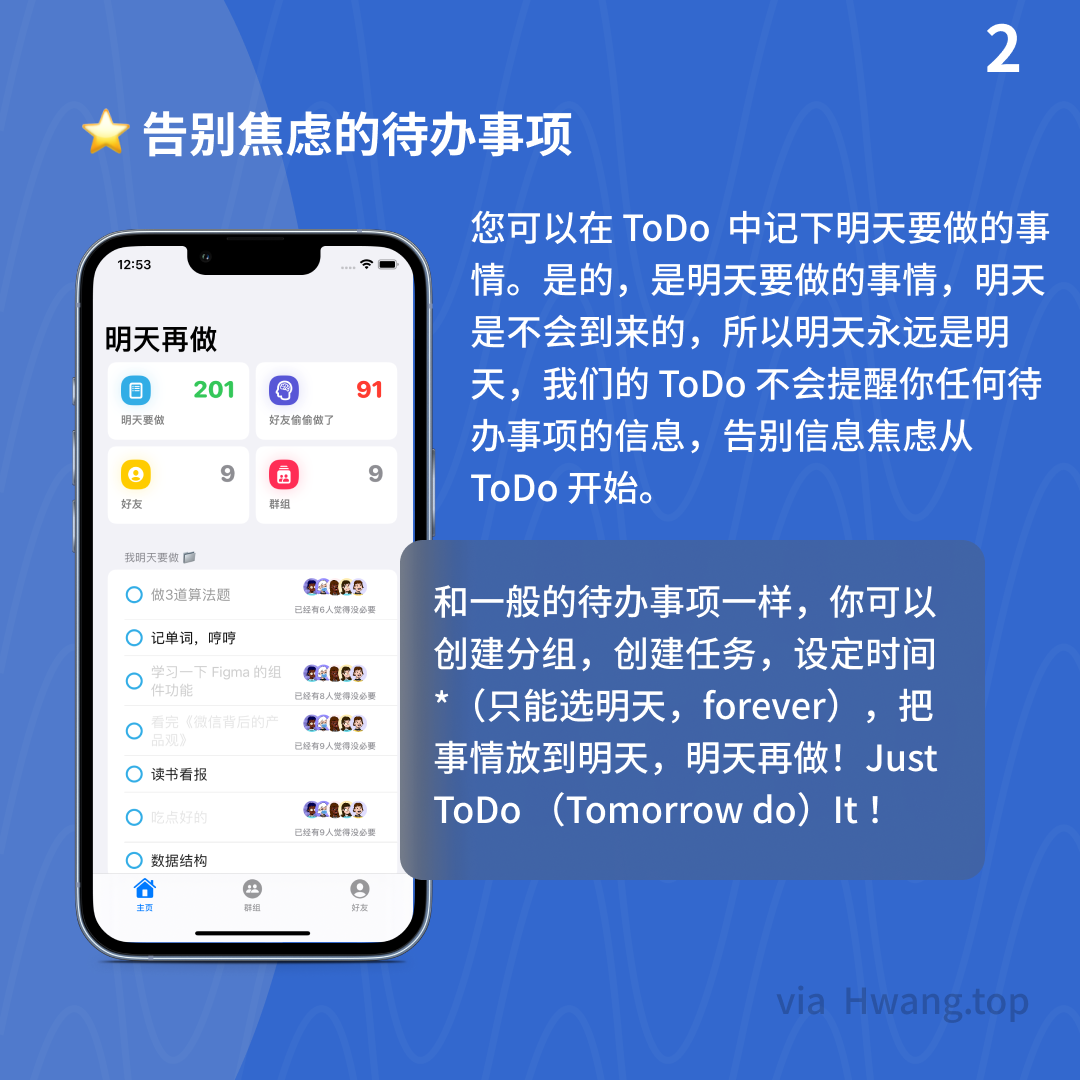 2
告别焦虑的待办事项
您可以在 ToDo 中记下明天要做的事
情。是的，是明天要做的事情，明天
是不会到来的，所以明天永远是明
天，我们的 ToDo 不会提醒你任何待
办事项的信息，告别信息焦虑从
ToDo 开始。
12:53
明天再做
201
明天要做
91
好友偷偷做了
9
好友
9
群组
我明天要做
做3道算法题
已经有6人觉得没必要
记单词，哼哼
学习一下 Figma 的组
件功能
已经有8人觉得没必要
看完《微信背后的产
品观》
已经有9人觉得没必要
读书看报
吃点好的
已经有9人觉得没必要
数据结构
主页
群组
好友
和一般的待办事项一样，你可以
创建分组，创建任务，设定时间
*（只能选明天，forever），把
事情放到明天，明天再做！Just
ToDo （Tomorrow do）It！
via Hwang.top